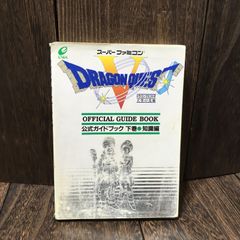 スーパーファミコン
DRAGON QUEST
V
OFFICIAL GUIDE BOOK
公式ガイドブック 下巻●知識編